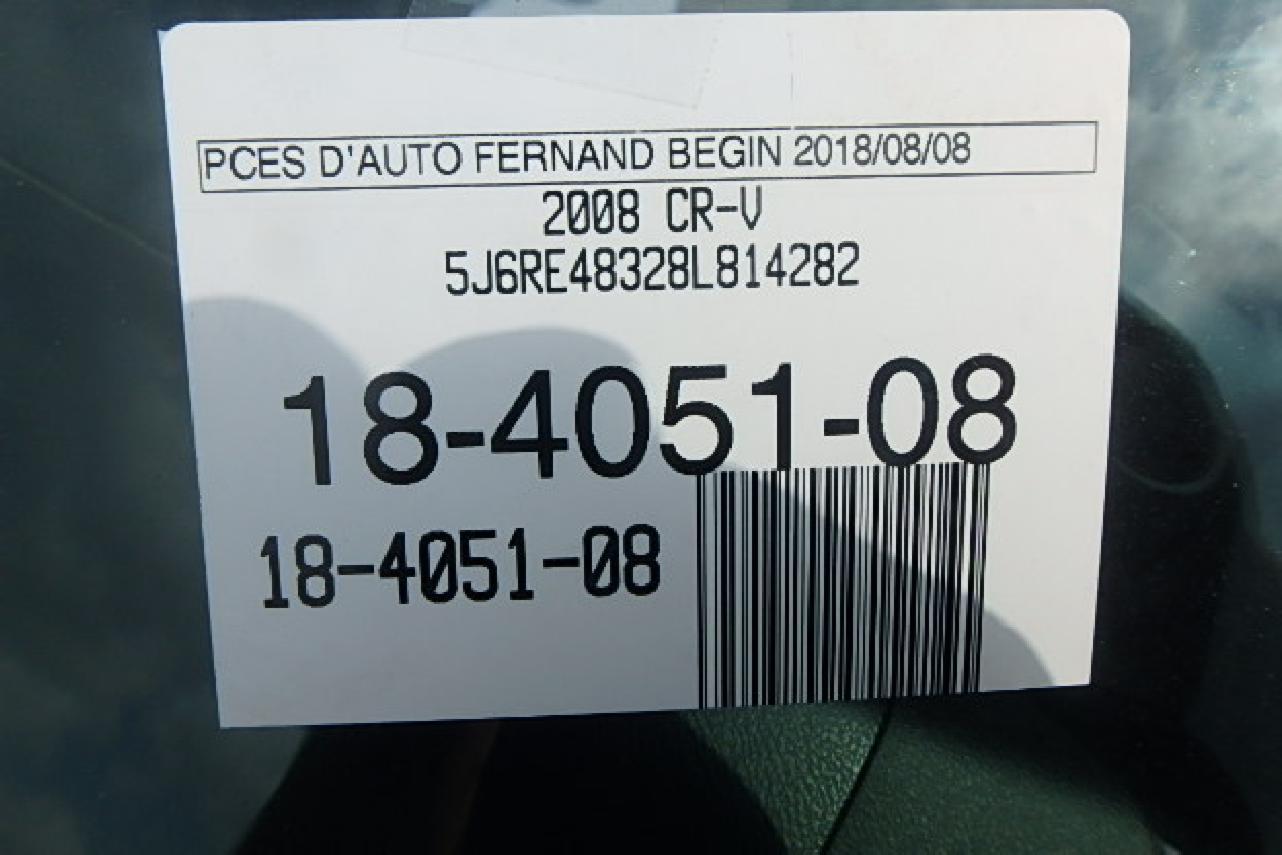 PCES D'AUTO FERNAND BEGIN 2018/08/08
2008 CR-V
5J6RE48328L814282
18-4051-08
18-4051-08